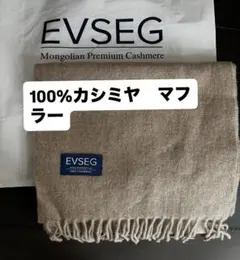 EVSEG
Mongolian Premium Cashmere
100%カシミヤ　マフ
ラー
EVSEG